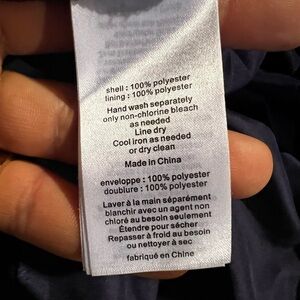 shell : 100% polyester
lining : 100% polyester
Hand wash separately
only non-chlorine bleach
as needed
Line dry
Cool iron as needed
or dry clean
Made in China
enveloppe : 100% polyester
doublure : 100% polyester
Laver à la main séparément
blanchir avec un agent non
chloré au besoin seulement
Étendre pour sécher
Repasser à froid au besoin
ou nettoyer à sec
fabriqué en Chine